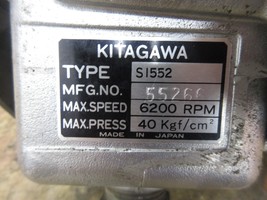 KITAGAWA
TYPE S1552
MFG.NO.
MAX.SPEED 6200 RPM
MAX.PRESS 40 Kgf/cm²
MADE IN JAPAN